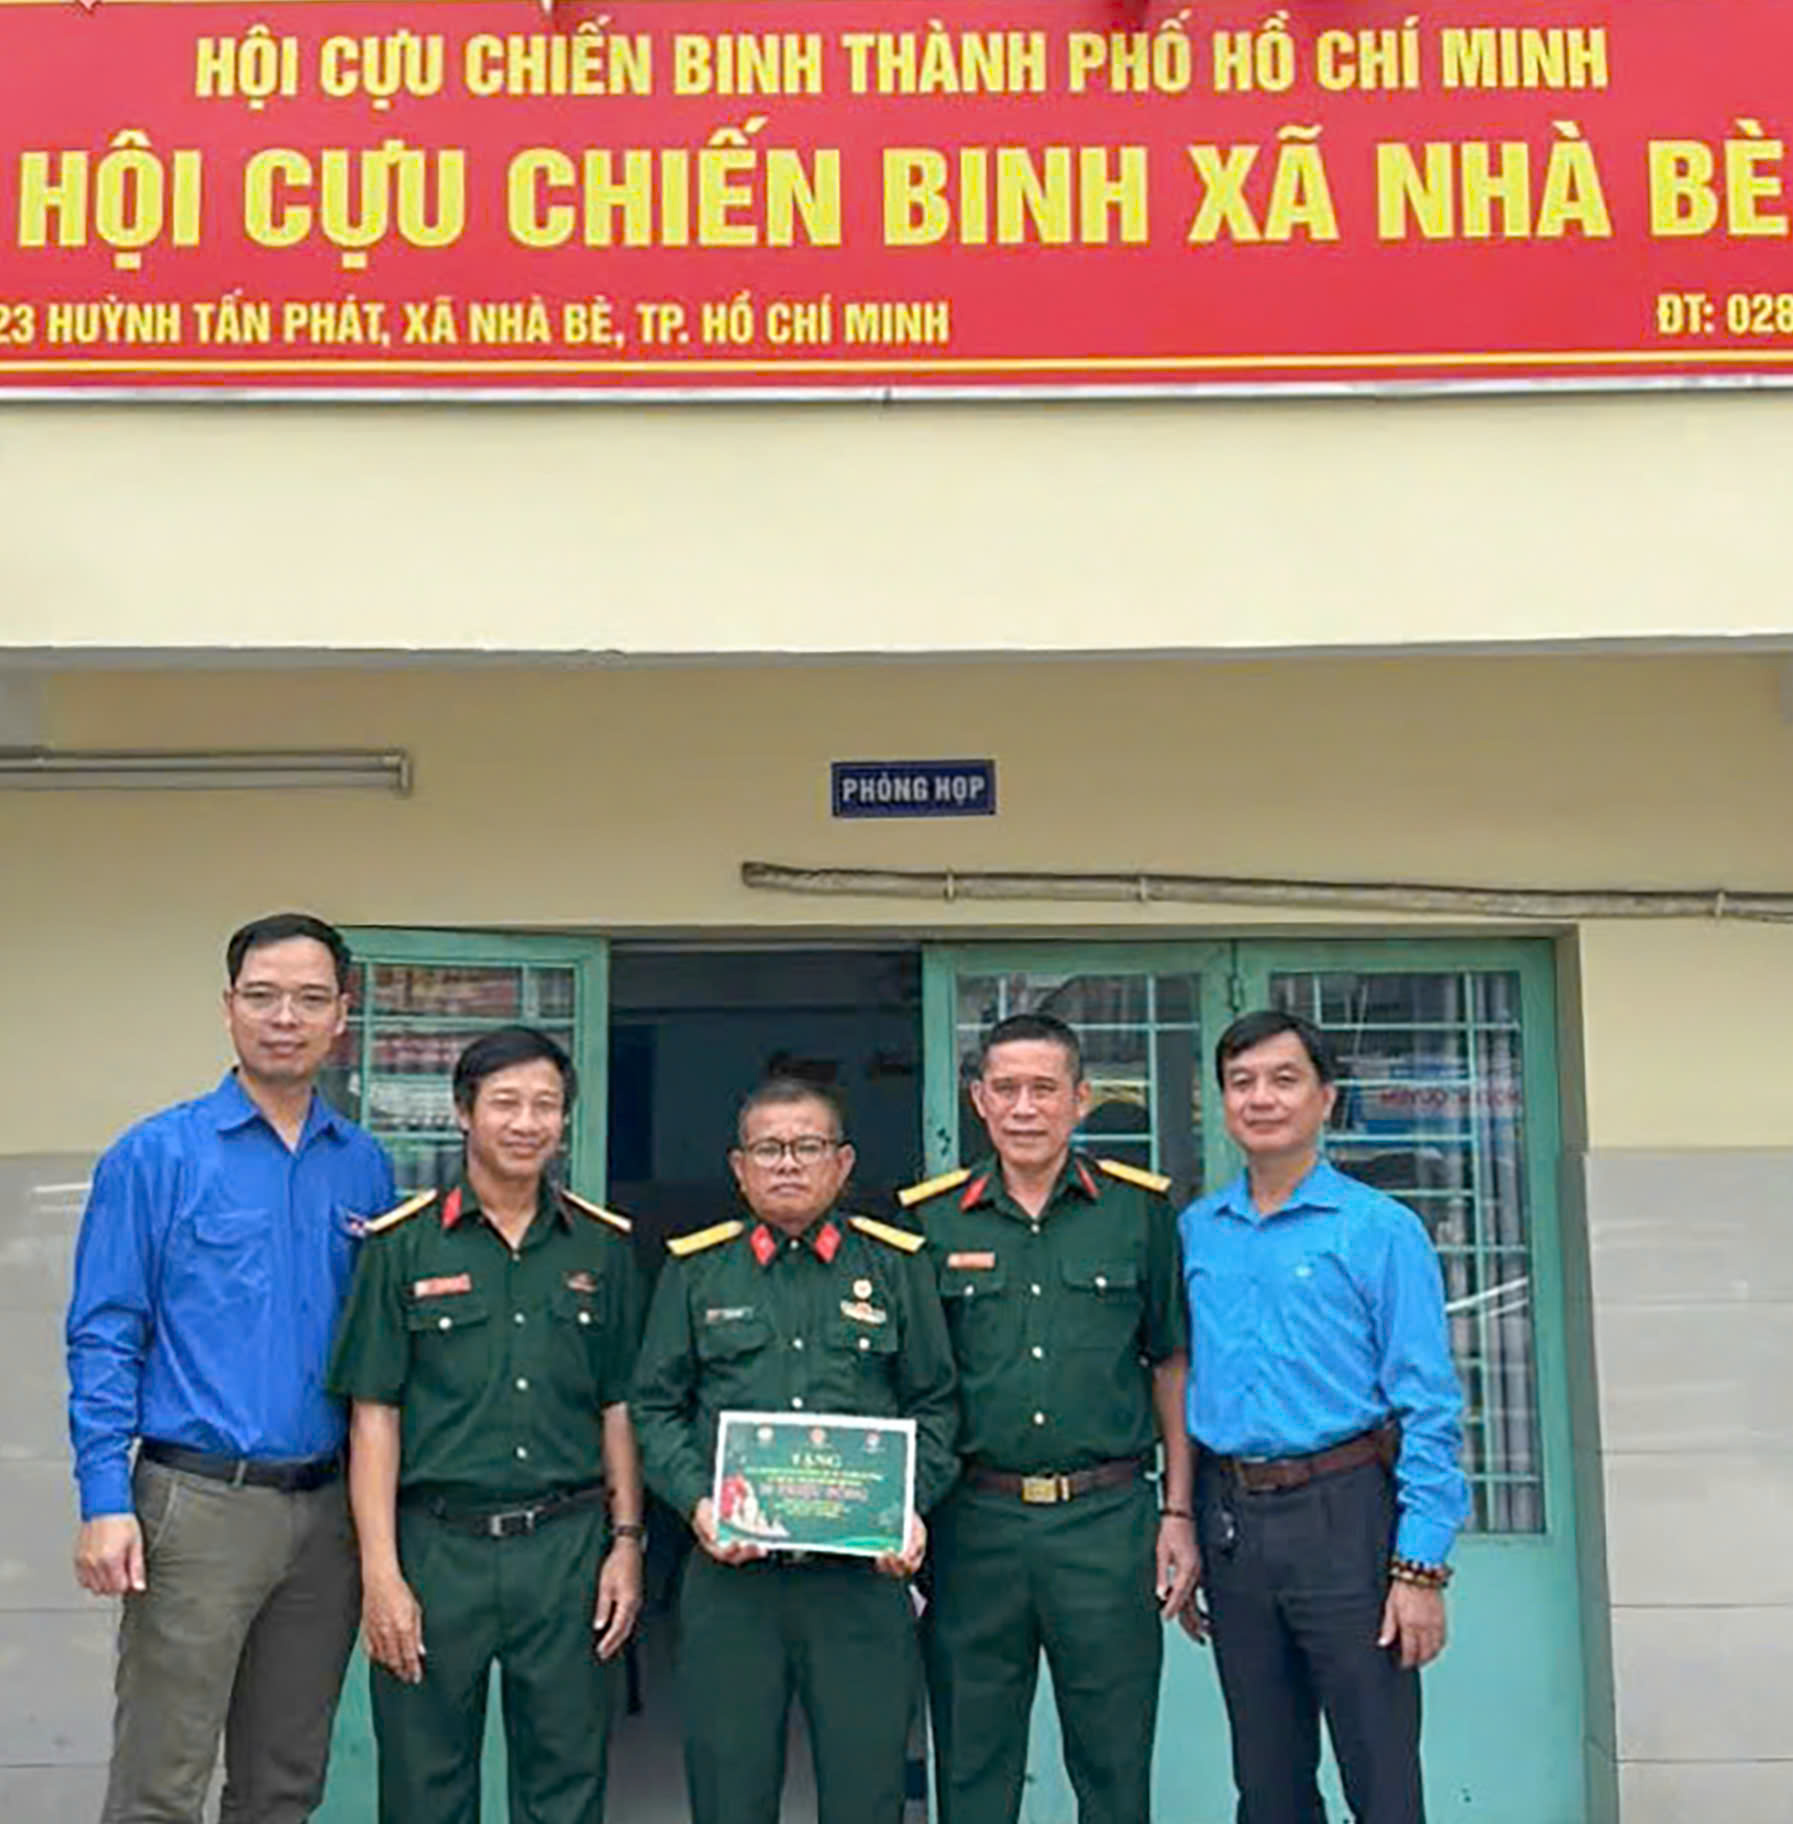 HỘI CỰU CHIẾN BINH THÀNH PHỐ HỒ CHÍ MINH
HỘI CỰU CHIẾN BINH XÃ NHÀ BÈ
23 HUỲNH TẤN PHÁT, XÃ NHÀ BÈ, TP. HỒ CHÍ MINH
ĐT: 028
PHÒNG HỌP
TẶNG